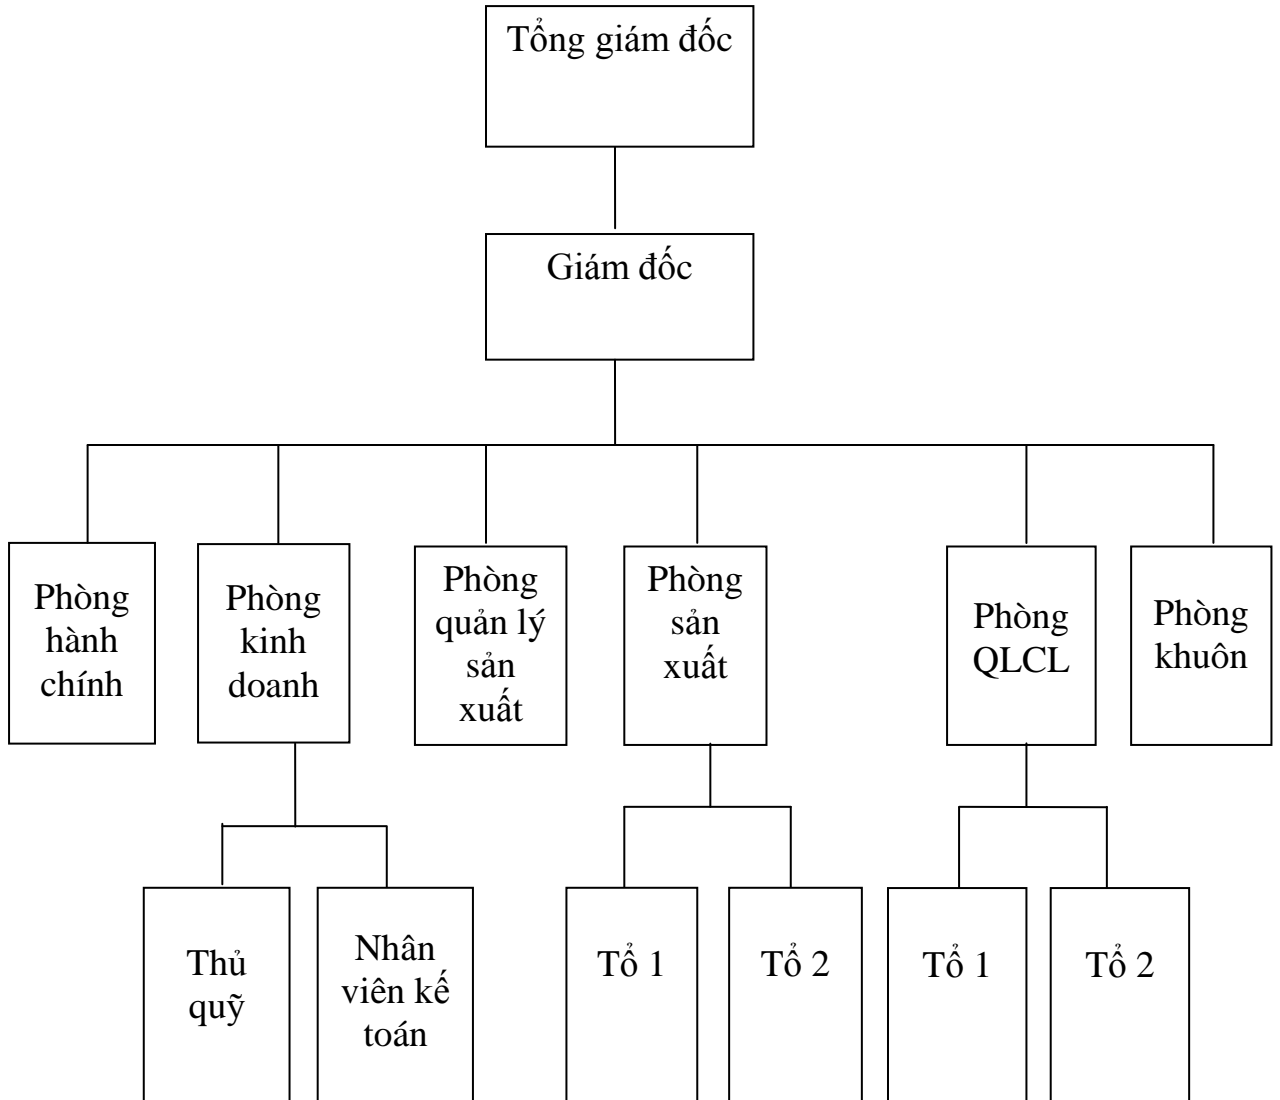 Tổng giám đốc
Giám đốc
Phòng
hành
chính
Phòng
kinh
doanh
Phòng
quản lý
sản
xuất
Phòng
sản
xuất
Phòng
QLCL
Phòng
khuôn
Thủ
quỹ
Nhân
viên kế
toán
Tổ 1
Tổ 2
Tổ 1
Tổ 2